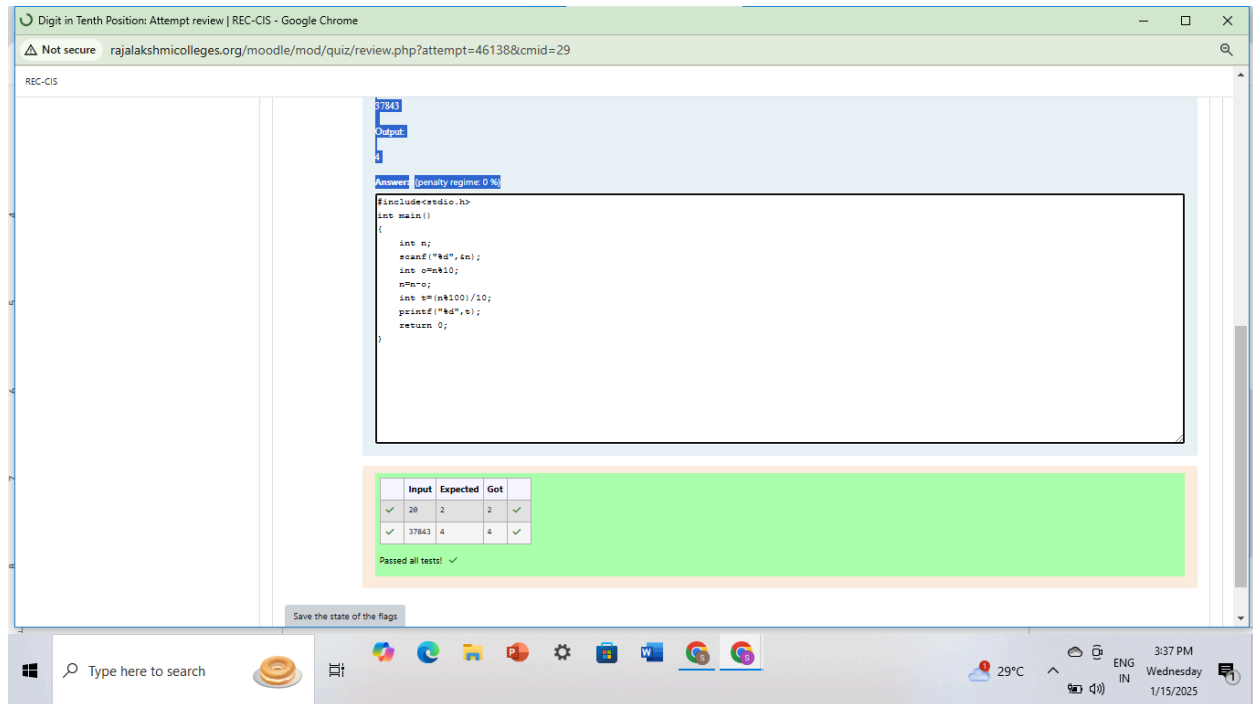 Digit in Tenth Position: Attempt review | REC-CIS - Google Chrome
Not secure rajalakshmicolleges.org/moodle/mod/quiz/review.php?attempt=46138&cmid=29
REC-CIS
37843
Output:
4
Answer: (penalty regime: 0 %)
#include<stdio.h>
int main()
{
int n;
scanf("%d",&n);
int o=n%10;
n=n-o;
int t=(n%100)/10;
printf("%d",t);
return 0;
}
Input Expected Got
20 2 2
37843 4 4
Passed all tests!
Save the state of the flags
Type here to search
29°C
ENG
IN
3:37 PM
Wednesday
1/15/2025